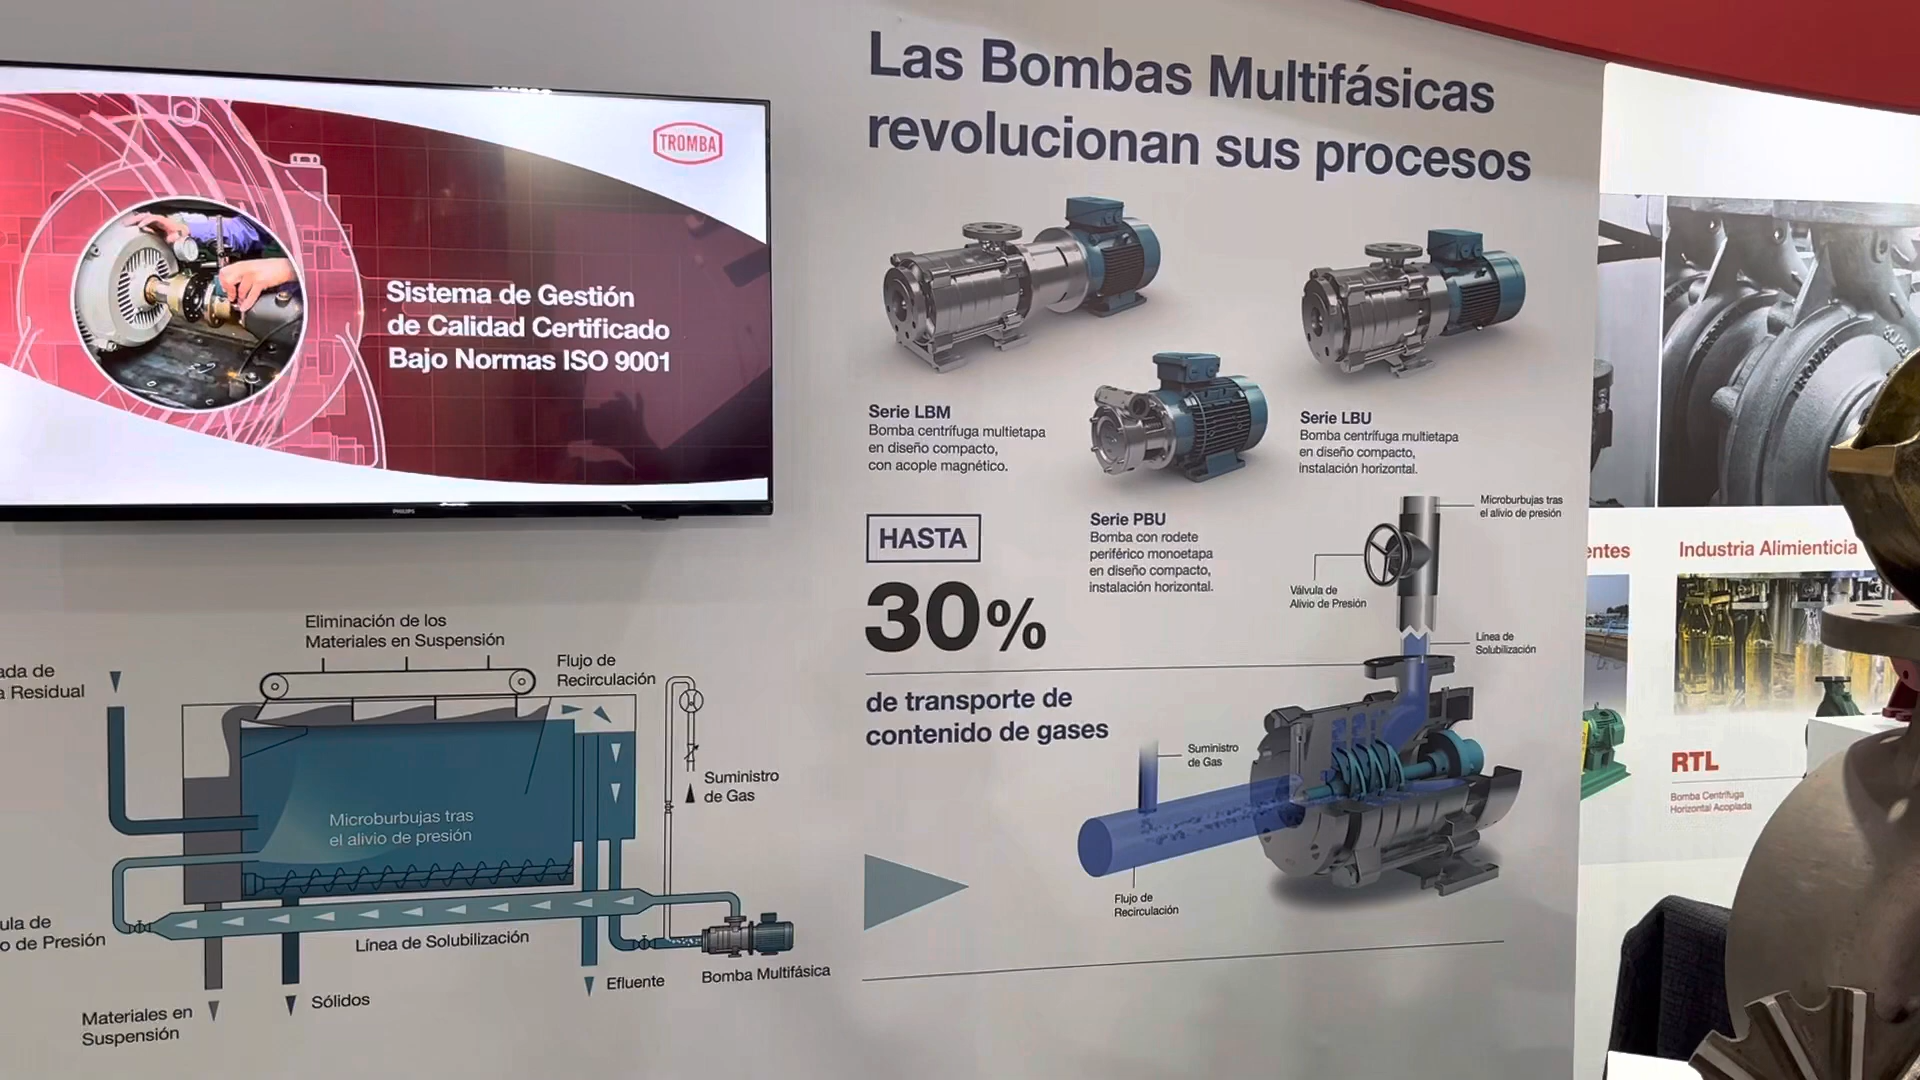 TROMBA
Sistema de Gestión
de Calidad Certificado
Bajo Normas ISO 9001
PHILIPS
Las Bombas Multifásicas
revolucionan sus procesos
Serie LBM
Bomba centrífuga multietapa
en diseño compacto,
con acople magnético.
Serie LBU
Bomba centrífuga multietapa
en diseño compacto,
instalación horizontal.
Serie PBU
Bomba con rodete
periférico monoetapa
en diseño compacto,
instalación horizontal.
HASTA
30%
de transporte de
contenido de gases
Microburbujas tras
el alivio de presión
Válvula de
Alivio de Presión
Línea de
Solubilización
Suministro
de Gas
Flujo de
Recirculación
Eliminación de los
Materiales en Suspensión
Flujo de
Recirculación
ada de
a Residual
Suministro
de Gas
Microburbujas tras
el alivio de presión
ula de
o de Presión
Línea de Solubilización
Bomba Multifásica
Efluente
Sólidos
Materiales en
Suspensión
entes
Industria Alimienticia
RTL
Bomba Centrífuga
Horizontal Acoplada